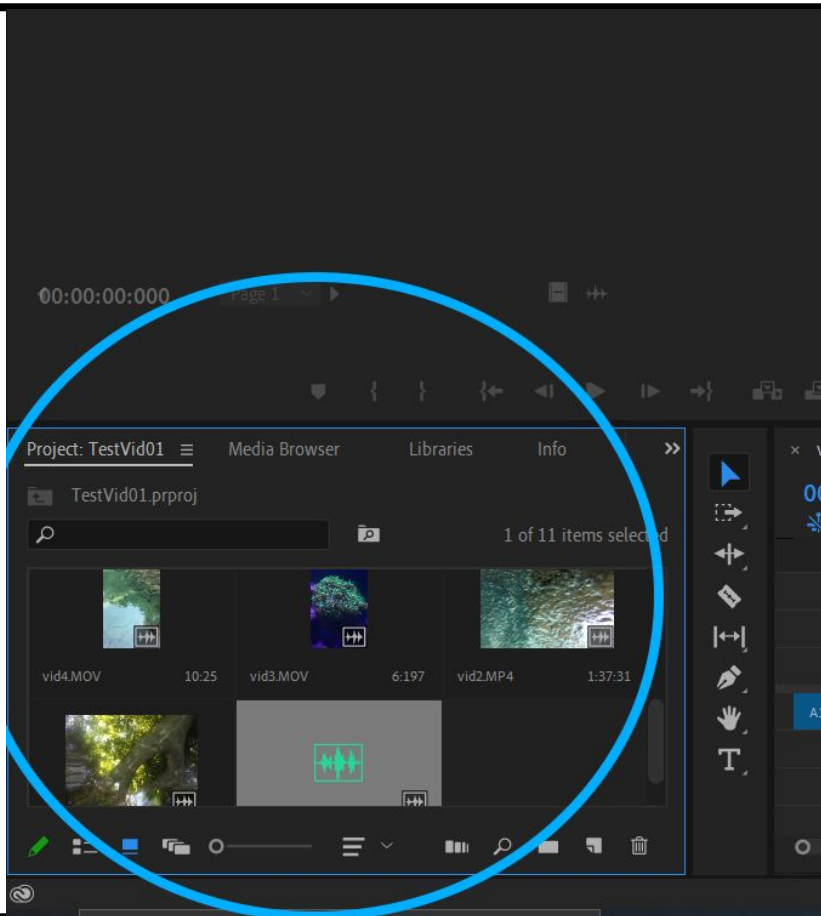 00:00:00:000 Page 1
Project: TestVid01 Media Browser Libraries Info
TestVid01.prproj
1 of 11 items selected
vid4.MOV 10:25 vid3.MOV 6:197 vid2.MP4 1:37:31
T